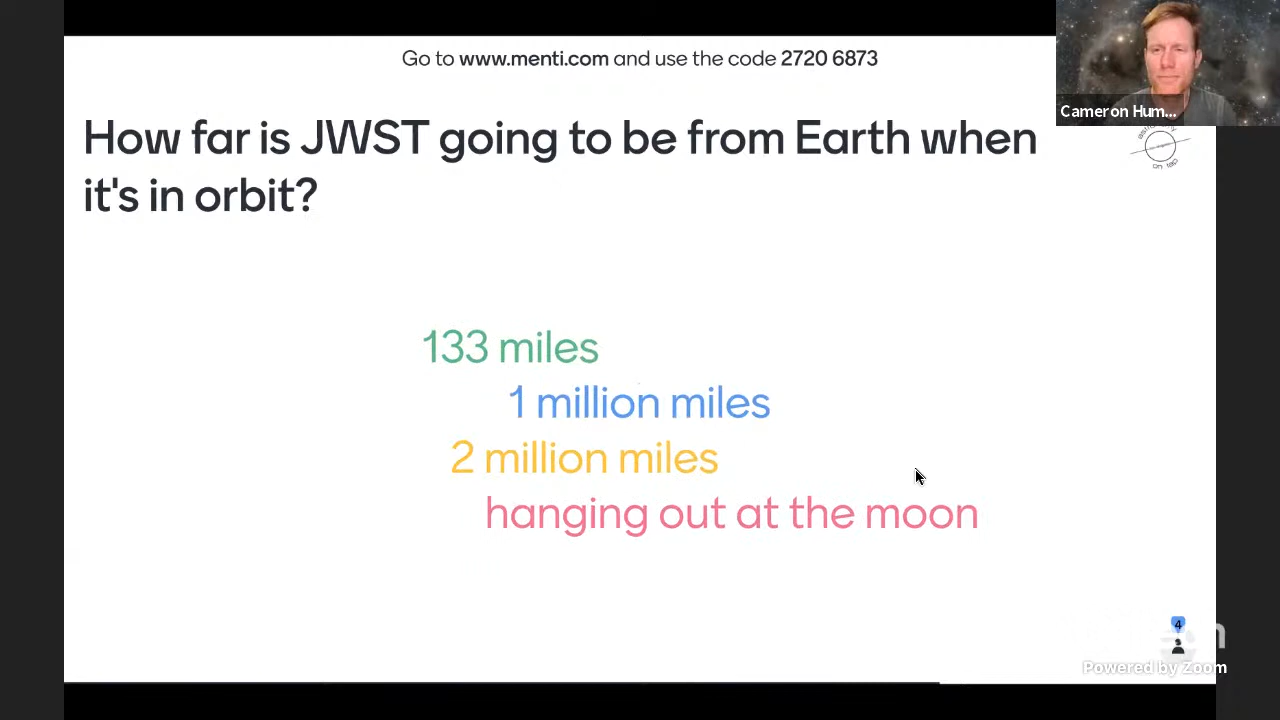 Go to www.menti.com and use the code 2720 6873
Cameron Hum...
How far is JWST going to be from Earth when
it's in orbit?
on tap
133 miles
1 million miles
2 million miles
hanging out at the moon
4
Powered by Zoom